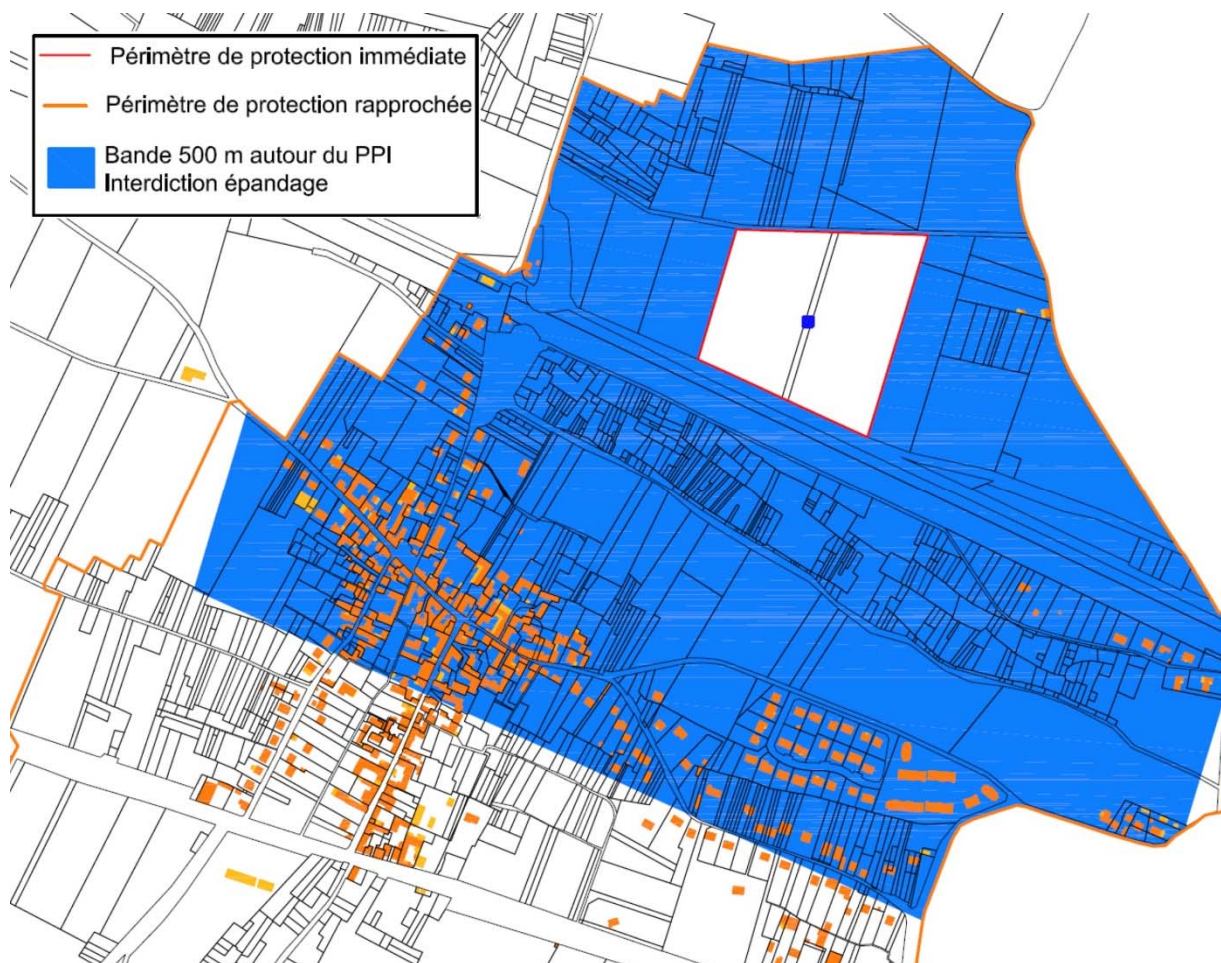 Périmètre de protection immédiate
Périmètre de protection rapprochée
Bande 500 m autour du PPI
Interdiction épandage